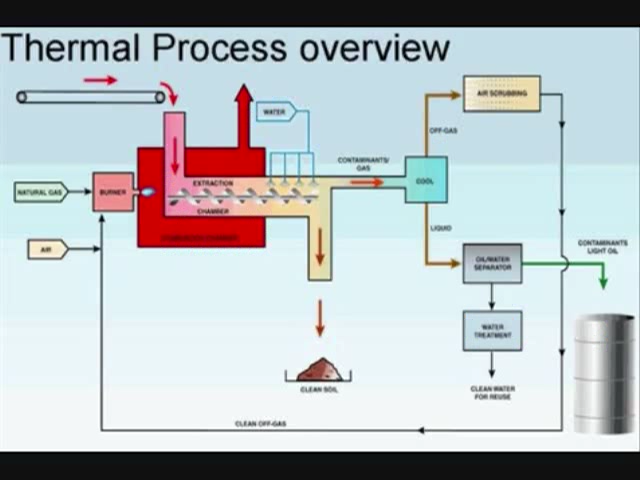 Thermal Process overview
WATER
AIR SCRUBBING
OFF-GAS
CONTAMINANTS/
GAS
NATURAL GAS
BURNER
EXTRACTION
CHAMBER
COOL
LIQUID
AIR
OIL/WATER
SEPARATOR
CONTAMINANTS
LIGHT OIL
WATER
TREATMENT
CLEAN SOIL
CLEAN WATER
FOR REUSE
CLEAN OFF-GAS